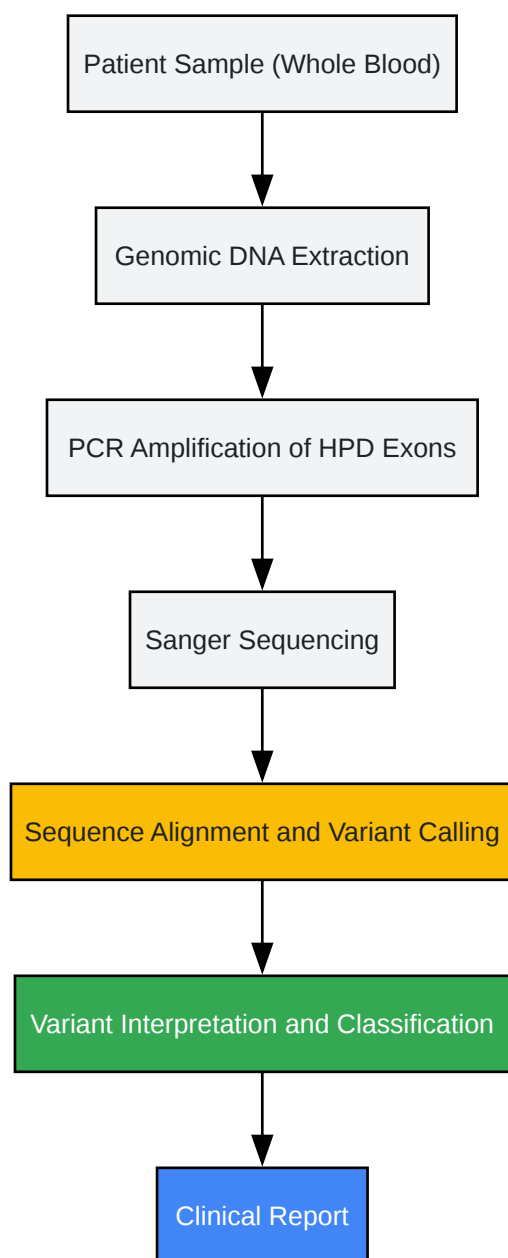 Patient Sample (Whole Blood)
Genomic DNA Extraction
PCR Amplification of HPD Exons
Sanger Sequencing
Sequence Alignment and Variant Calling
Variant Interpretation and Classification
Clinical Report